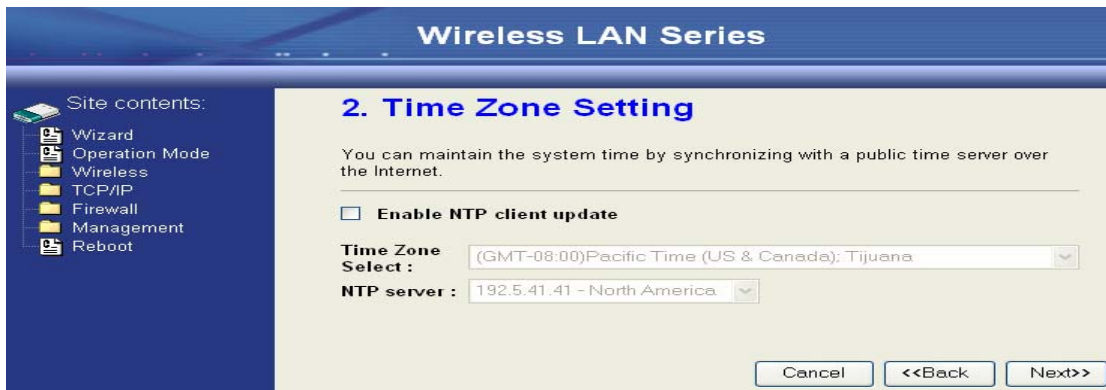 Wireless LAN Series
Site contents:
Wizard
Operation Mode
Wireless
TCP/IP
Firewall
Management
Reboot
2. Time Zone Setting
You can maintain the system time by synchronizing with a public time server over
the Internet.
Enable NTP client update
Time Zone
Select :
(GMT-08:00)Pacific Time (US & Canada); Tijuana
NTP server :
192.5.41.41 - North America
Cancel
<<Back
Next>>